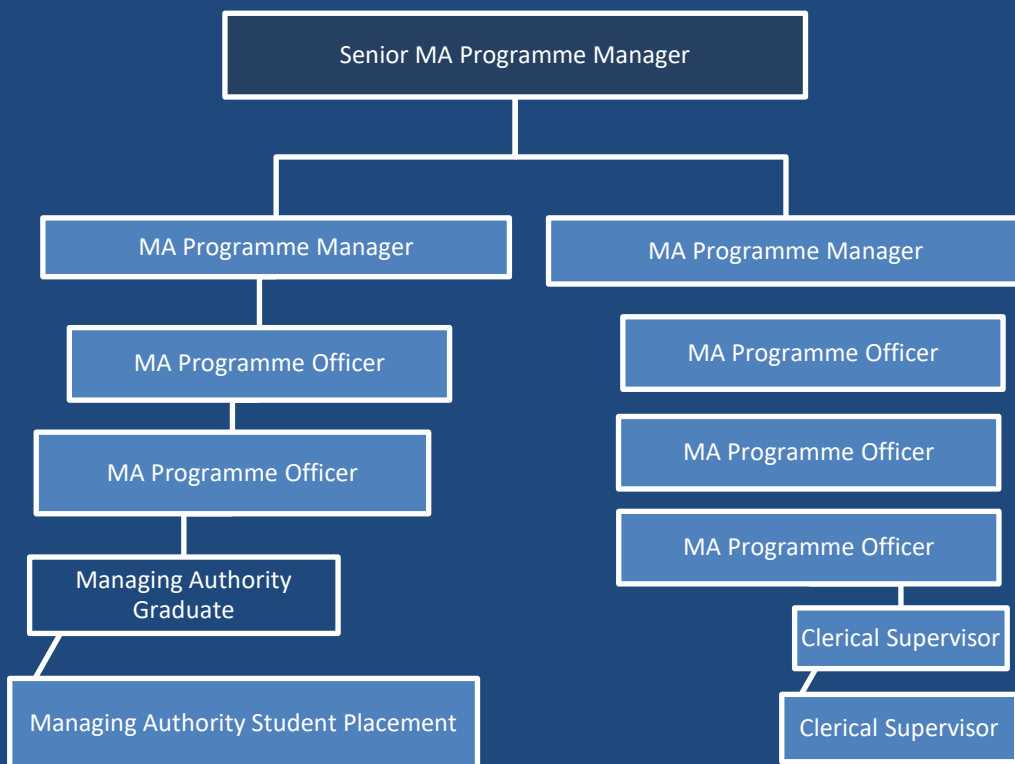 Senior MA Programme Manager
MA Programme Manager
MA Programme Manager
MA Programme Officer
MA Programme Officer
MA Programme Officer
MA Programme Officer
MA Programme Officer
Managing Authority
Graduate
Clerical Supervisor
Managing Authority Student Placement
Clerical Supervisor